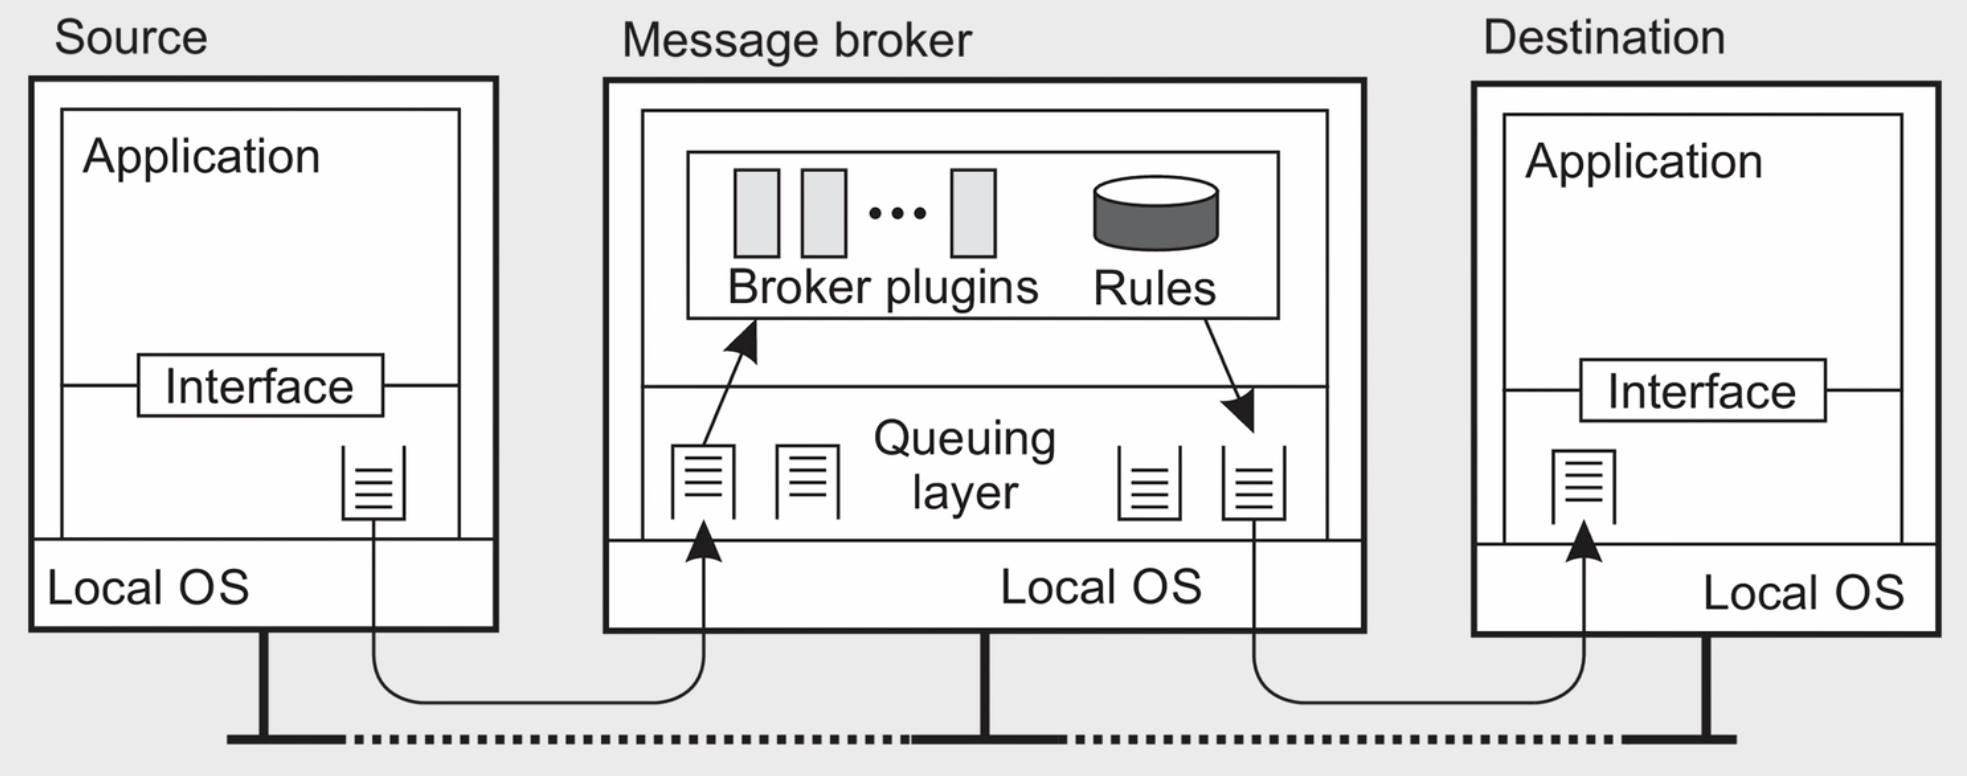 Source
Application
Interface
Local OS
Message broker
Broker plugins
Rules
Queuing
layer
Local OS
Destination
Application
Interface
Local OS